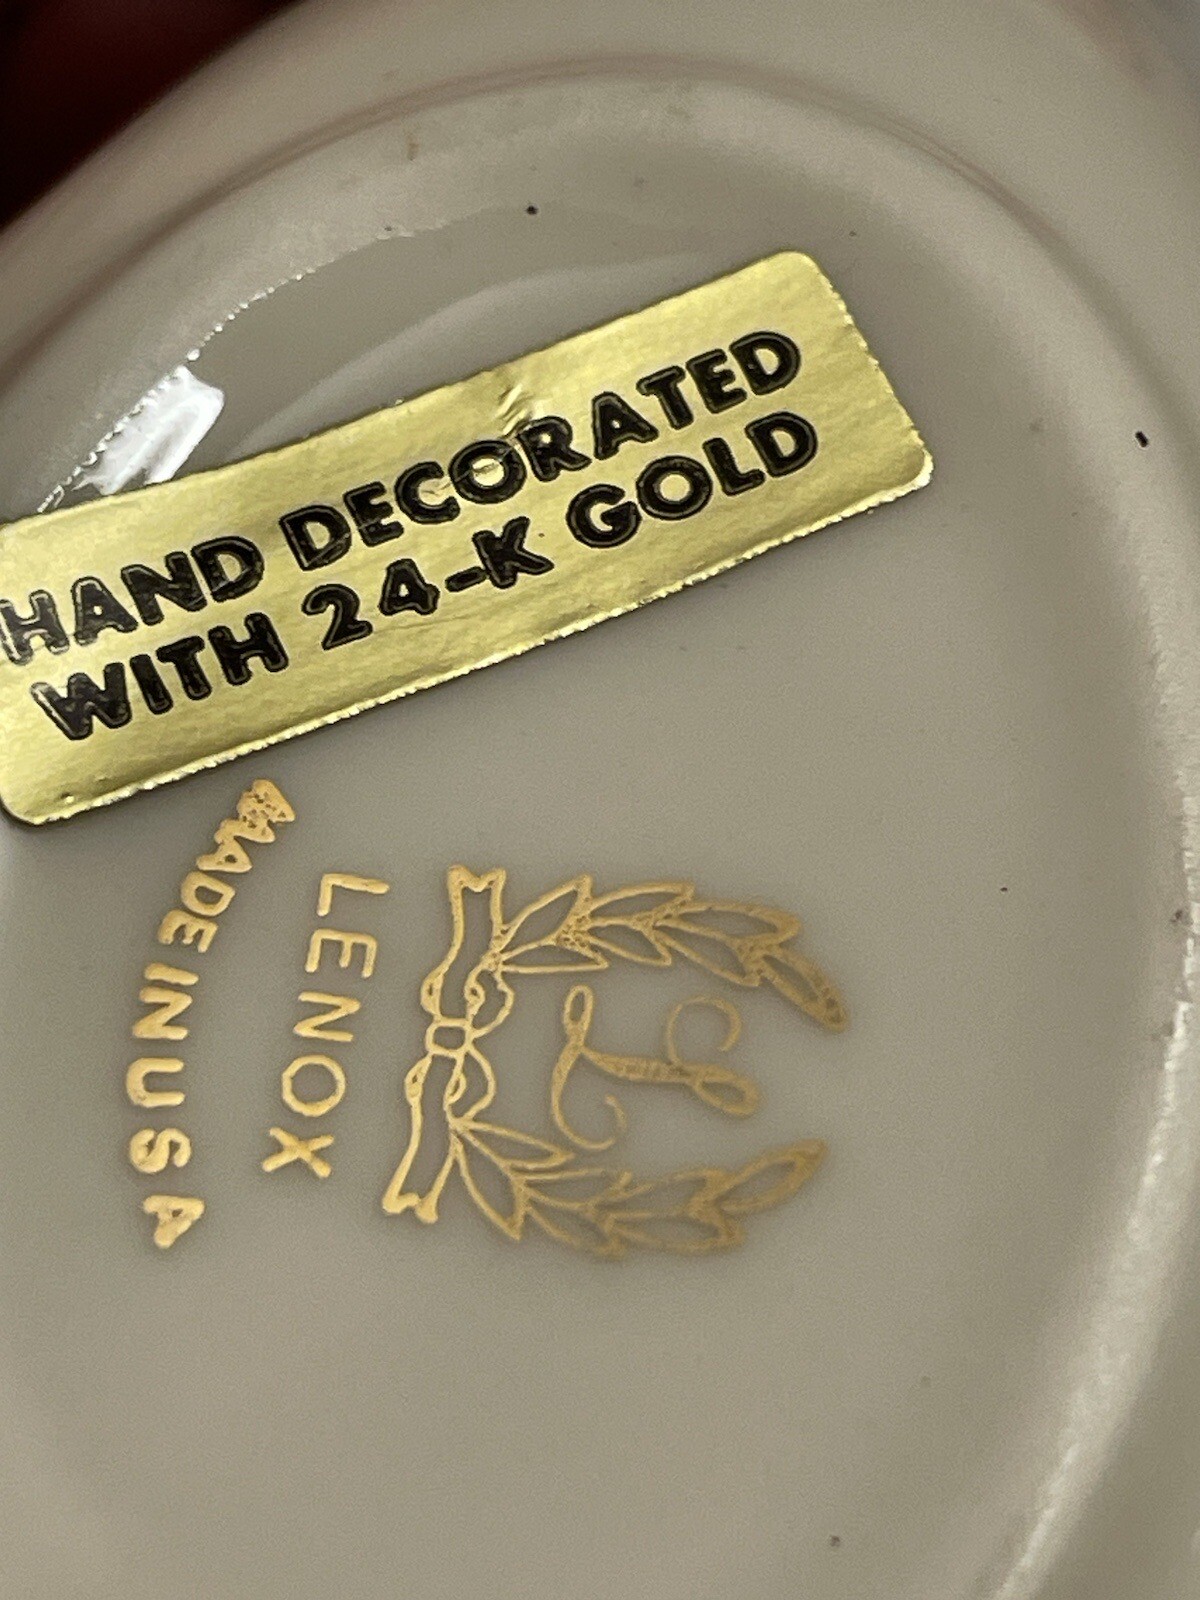 HAND DECORATED
WITH 24-K GOLD
L
LENOX
MADE IN USA